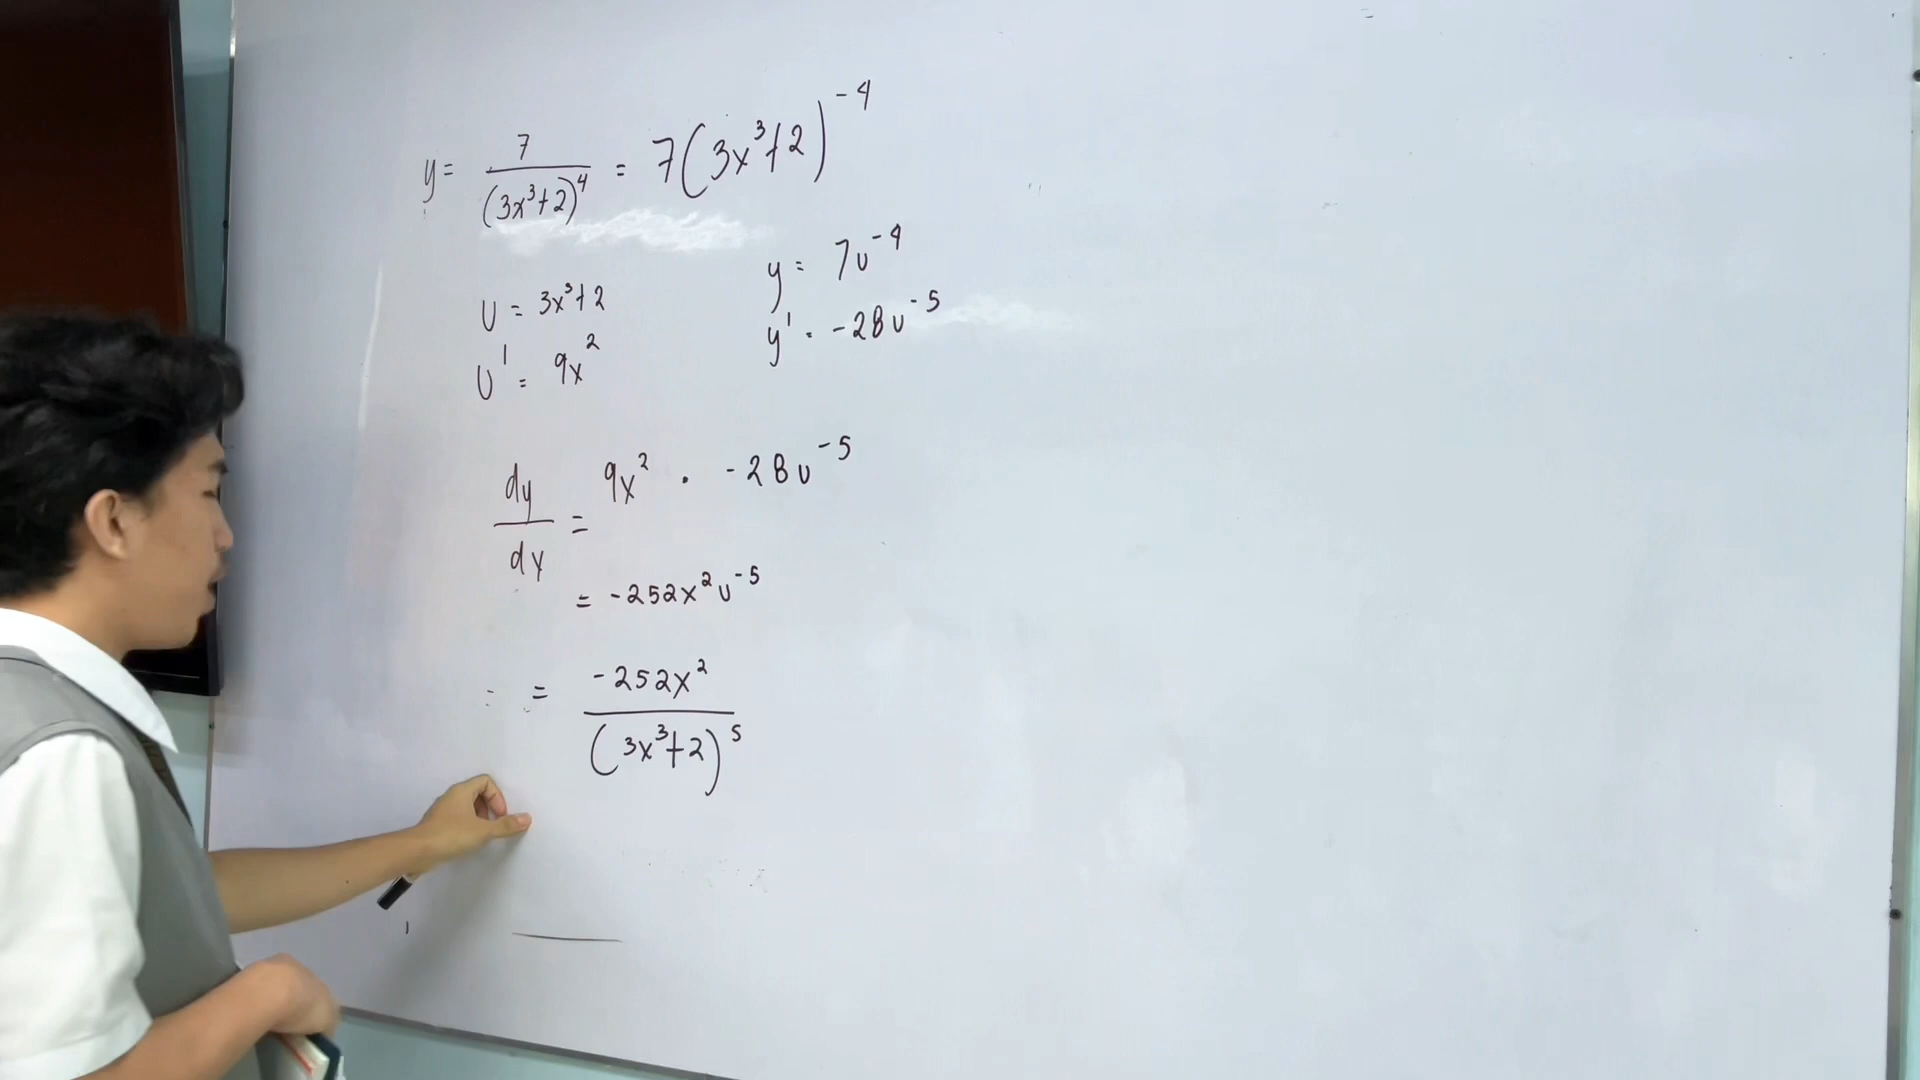 y = 7/(3x³+2)⁴ = 7(3x³+2)⁻⁴
u = 3x³+2
u' = 9x²
y = 7u⁻⁴
y' = -28u⁻⁵
dy/dy = 9x² · -28u⁻⁵
= -252x²u⁻⁵
= -252x²/(3x³+2)⁵